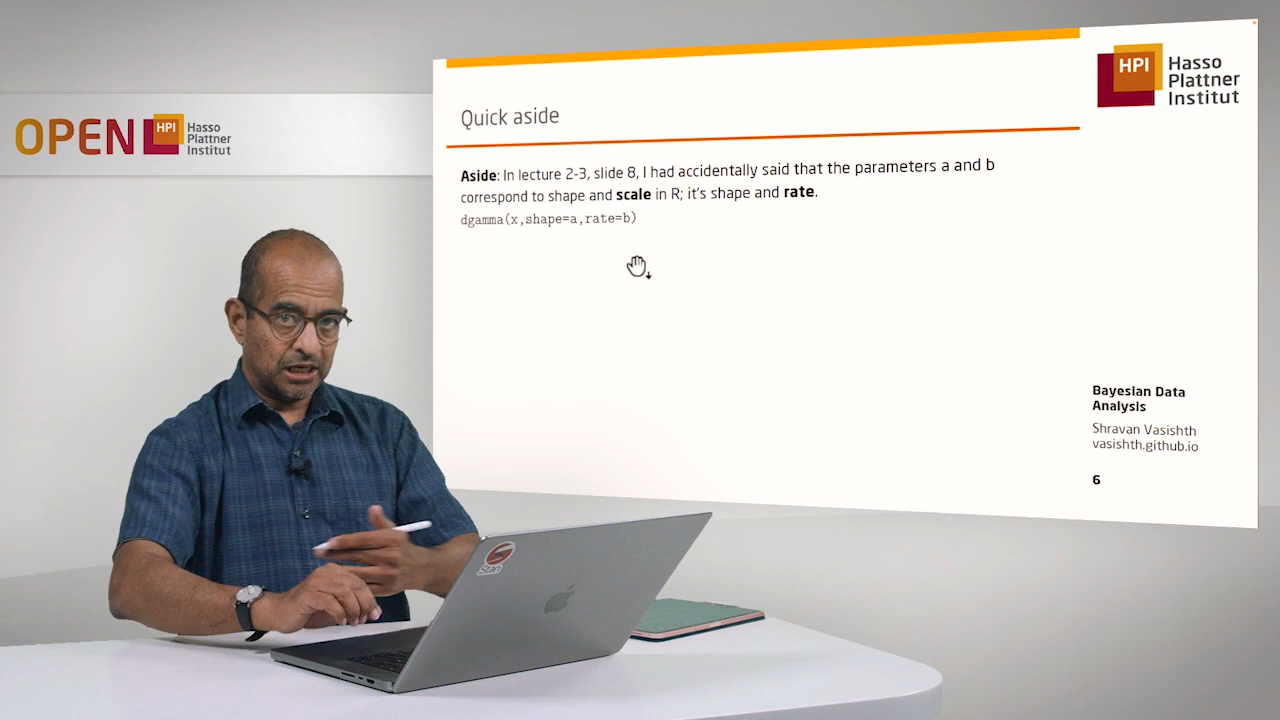 OPEN HPI Hasso
Plattner
Institut
Quick aside
Aside: In lecture 2-3, slide 8, I had accidentally said that the parameters a and b
correspond to shape and scale in R; it's shape and rate.
dgamma(x,shape=a,rate=b)
HPI Hasso
Plattner
Institut
Bayesian Data
Analysis
Shravan Vasishth
vasishth.github.io
6
Stan